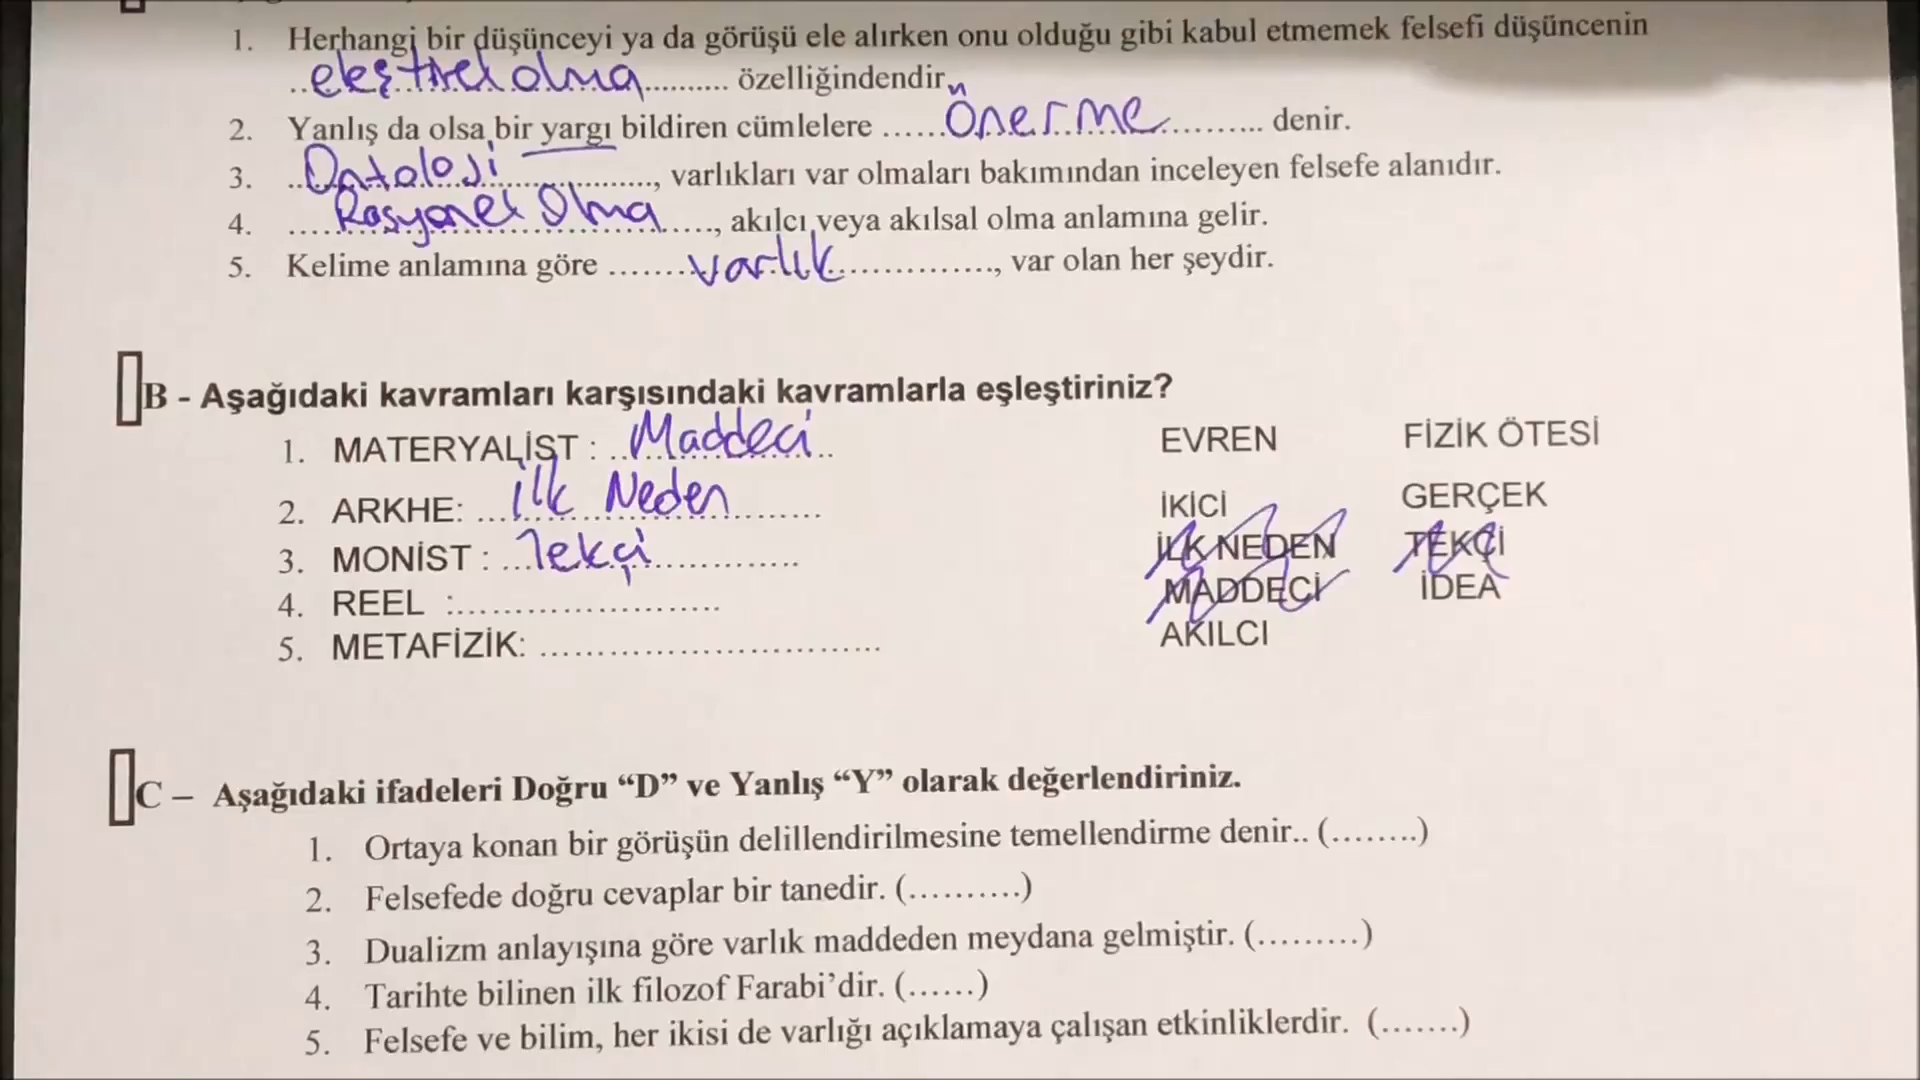 1. Herhangi bir düşünceyi ya da görüşü ele alırken onu olduğu gibi kabul etmemek felsefi düşüncenin
..eleştirel olma.......... özelliğindendir.
2. Yanlış da olsa bir yargı bildiren cümlelere ......Önerme.......... denir.
3. ..Ontoloji..............., varlıkları var olmaları bakımından inceleyen felsefe alanıdır.
4. .....Rasyonel Olma....., akılcı veya akılsal olma anlamına gelir.
5. Kelime anlamına göre .......varlık..............., var olan her şeydir.
B - Aşağıdaki kavramları karşısındaki kavramlarla eşleştiriniz?
1. MATERYALİST : ..Maddeci.. EVREN FİZİK ÖTESİ
2. ARKHE: ...İlk Neden......... İKİCİ GERÇEK
3. MONİST : ...Tekçi............... İLK NEDEN TEKÇİ
4. REEL :........................ MADDECİ İDEA
5. METAFİZİK: ............................... AKILCI
C – Aşağıdaki ifadeleri Doğru “D” ve Yanlış “Y” olarak değerlendiriniz.
1. Ortaya konan bir görüşün delillendirilmesine temellendirme denir.. (........)
2. Felsefede doğru cevaplar bir tanedir. (..........)
3. Dualizm anlayışına göre varlık maddeden meydana gelmiştir. (.........)
4. Tarihte bilinen ilk filozof Farabi’dir. (......)
5. Felsefe ve bilim, her ikisi de varlığı açıklamaya çalışan etkinliklerdir. (.......)